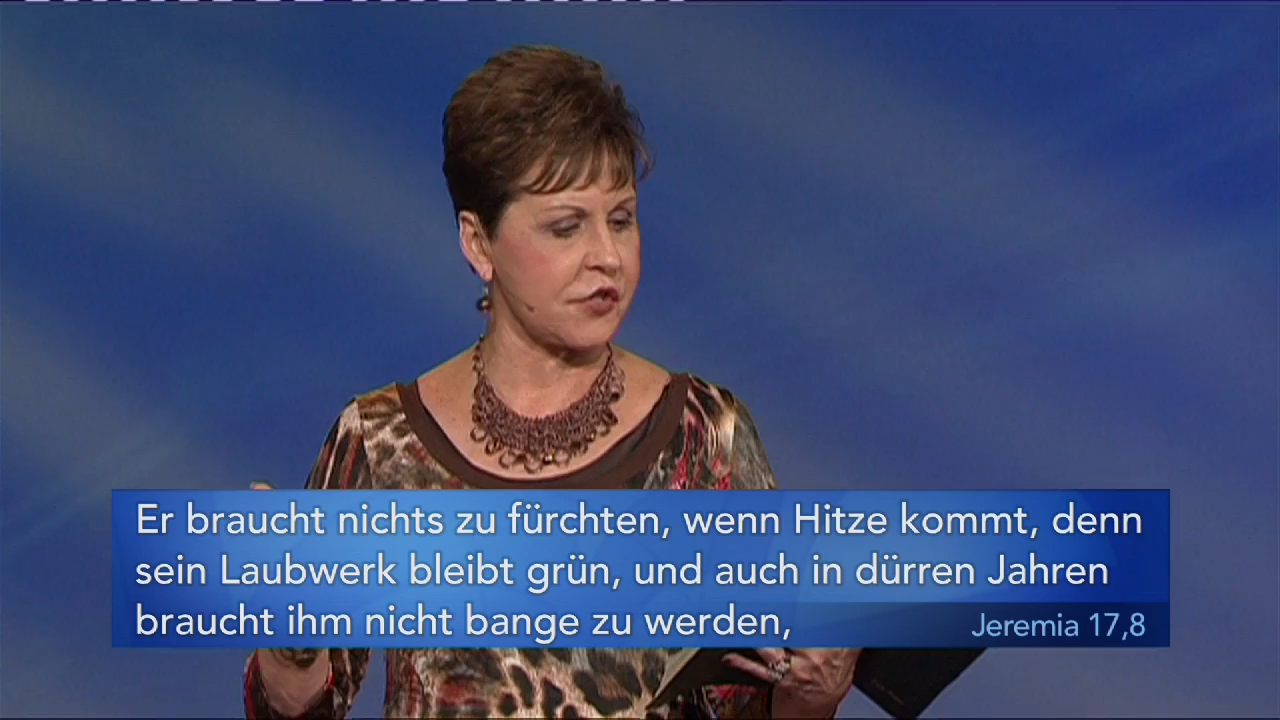 Er braucht nichts zu fürchten, wenn Hitze kommt, denn
sein Laubwerk bleibt grün, und auch in dürren Jahren
braucht ihm nicht bange zu werden,
Jeremia 17,8